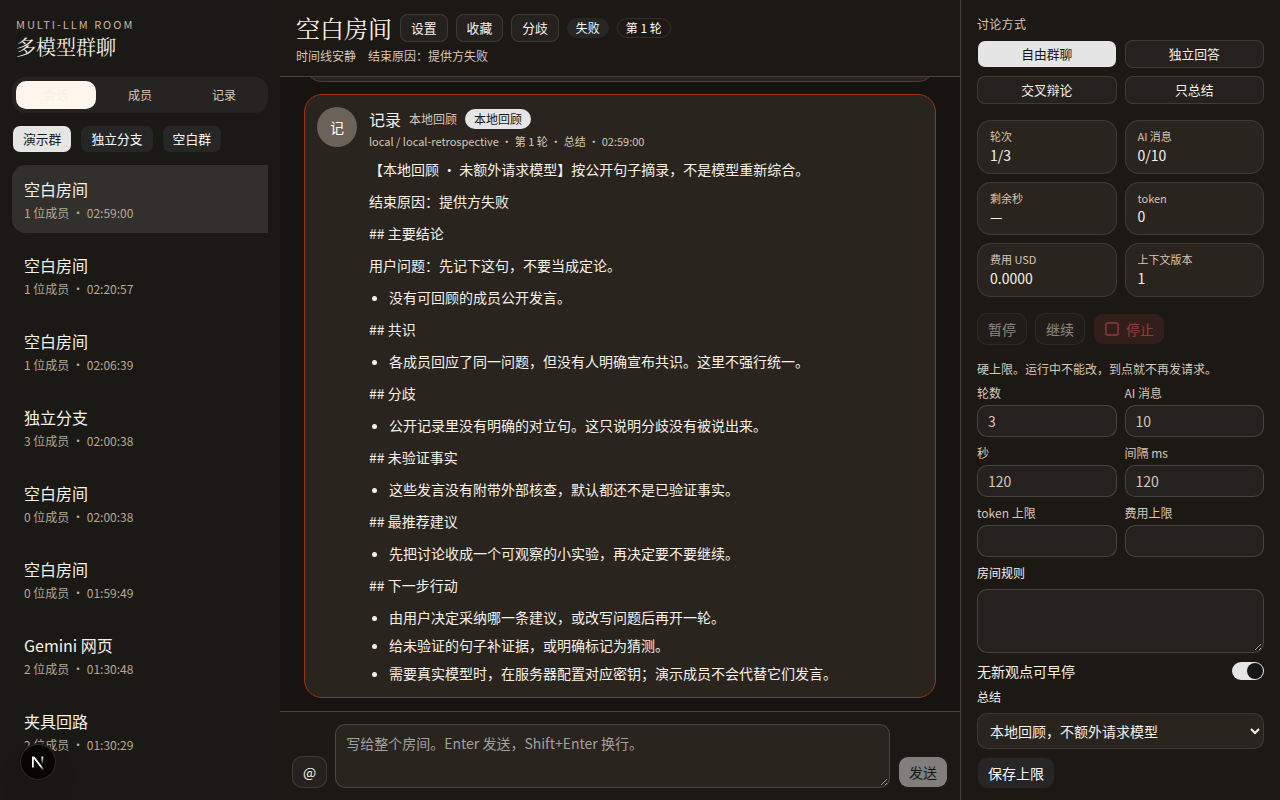 MULTI-LLM ROOM
多模型群聊
成员
记录
演示群
独立分支
空白群
空白房间
1 位成员 · 02:59:00
空白房间
1 位成员 · 02:20:57
空白房间
1 位成员 · 02:06:39
独立分支
3 位成员 · 02:00:38
空白房间
0 位成员 · 02:00:38
空白房间
0 位成员 · 01:59:49
Gemini 网页
2 位成员 · 01:30:48
夹具回路
2 位成员 · 01:30:29
N
空白房间
设置
收藏
分歧
失败
第 1 轮
时间线安静 结束原因：提供方失败
记
记录 本地回顾 本地回顾
local / local-retrospective · 第 1 轮 · 总结 · 02:59:00
【本地回顾 · 未额外请求模型】按公开句子摘录，不是模型重新综合。
结束原因：提供方失败
## 主要结论
用户问题：先记下这句，不要当成定论。
• 没有可回顾的成员公开发言。
## 共识
• 各成员回应了同一问题，但没有人明确宣布共识。这里不强行统一。
## 分歧
• 公开记录里没有明确的对立句。这只说明分歧没有被说出来。
## 未验证事实
• 这些发言没有附带外部核查，默认都还不是已验证事实。
## 最推荐建议
• 先把讨论收成一个可观察的小实验，再决定要不要继续。
## 下一步行动
• 由用户决定采纳哪一条建议，或改写问题后再开一轮。
• 给未验证的句子补证据，或明确标记为猜测。
• 需要真实模型时，在服务器配置对应密钥；演示成员不会代替它们发言。
@
写给整个房间。Enter 发送，Shift+Enter 换行。
发送
讨论方式
自由群聊
独立回答
交叉辩论
只总结
轮次
1/3
AI 消息
0/10
剩余秒
—
token
0
费用 USD
0.0000
上下文版本
1
暂停
继续
停止
硬上限。运行中不能改，到点就不再发请求。
轮数
3
AI 消息
10
秒
120
间隔 ms
120
token 上限
费用上限
房间规则
无新观点可早停
总结
本地回顾，不额外请求模型
保存上限